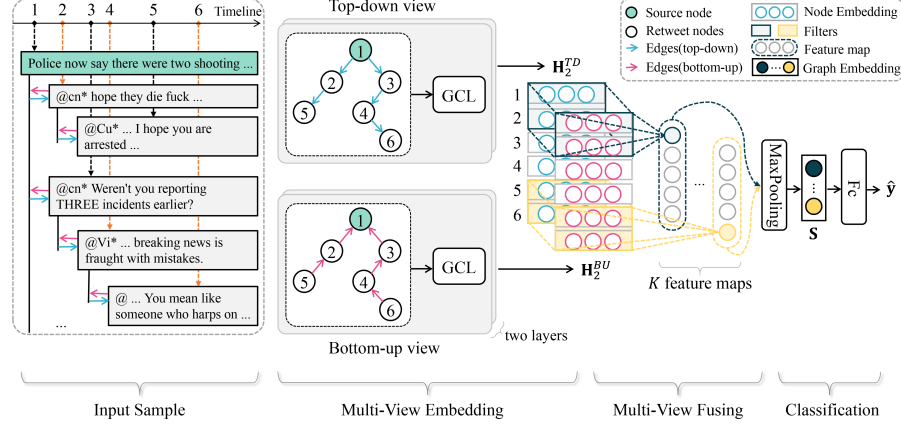 1 2 3 4 5 6 Timeline
Police now say there were two shooting ...
@cn* hope they die fuck ...
@Cu* ... I hope you are
arrested ...
@cn* Weren't you reporting
THREE incidents earlier?
@Vi* ... breaking news is
fraught with mistakes.
@ ... You mean like
someone who harps on ...
...
Input Sample
Top-down view
1
2 3
5 4
6
GCL
H_2^{TD}
1
2 3
5 4
6
GCL
H_2^{BU}
Bottom-up view
two layers
Multi-View Embedding
1
2
3
4
5
6
...
K feature maps
Multi-View Fusing
Source node
Retweet nodes
Edges(top-down)
Edges(bottom-up)
Node Embedding
Filters
Feature map
Graph Embedding
MaxPooling
S
Fc
ŷ
Classification